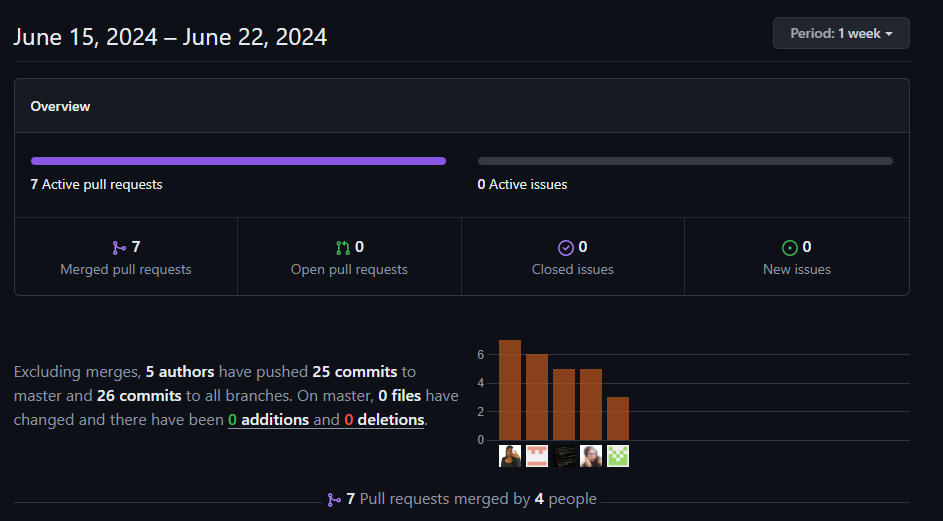 June 15, 2024 – June 22, 2024
Period: 1 week
Overview
7 Active pull requests
0 Active issues
7
Merged pull requests
0
Open pull requests
0
Closed issues
0
New issues
Excluding merges, 5 authors have pushed 25 commits to
master and 26 commits to all branches. On master, 0 files have
changed and there have been 0 additions and 0 deletions.
6
4
2
0
7 Pull requests merged by 4 people